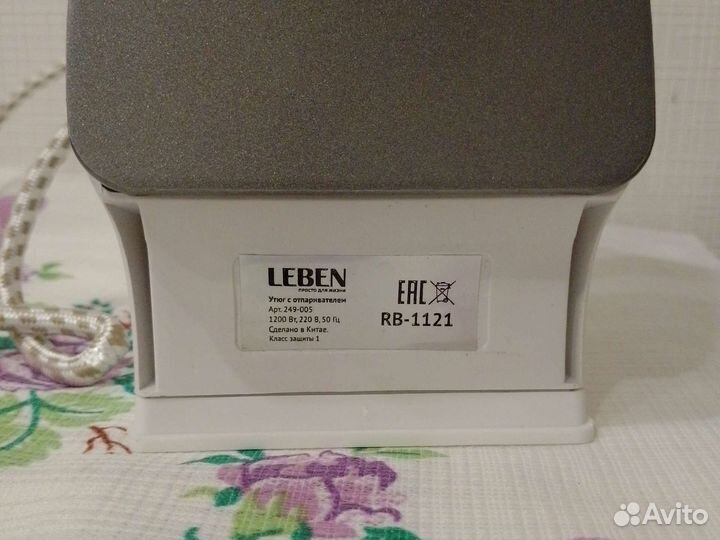 LEBEN
просто для жизни
Утюг с отпаривателем
Арт. 249-005
1200 Вт, 220 В, 50 Гц
Сделано в Китае.
Класс защиты 1
EAC
RB-1121
Avito